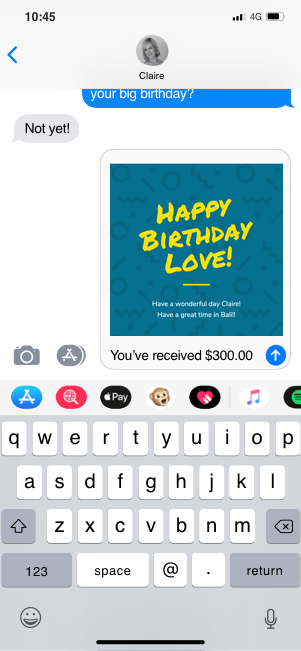 10:45
4G
Claire
your big birthday?
Not yet!
HAPPY
BIRTHDAY
LOVE!
Have a wonderful day Claire!
Have a great time in Bali!!
You've received $300.00
Pay
q w e r t y u i o p
a s d f g h j k l
z x c v b n m
123 space @ . return